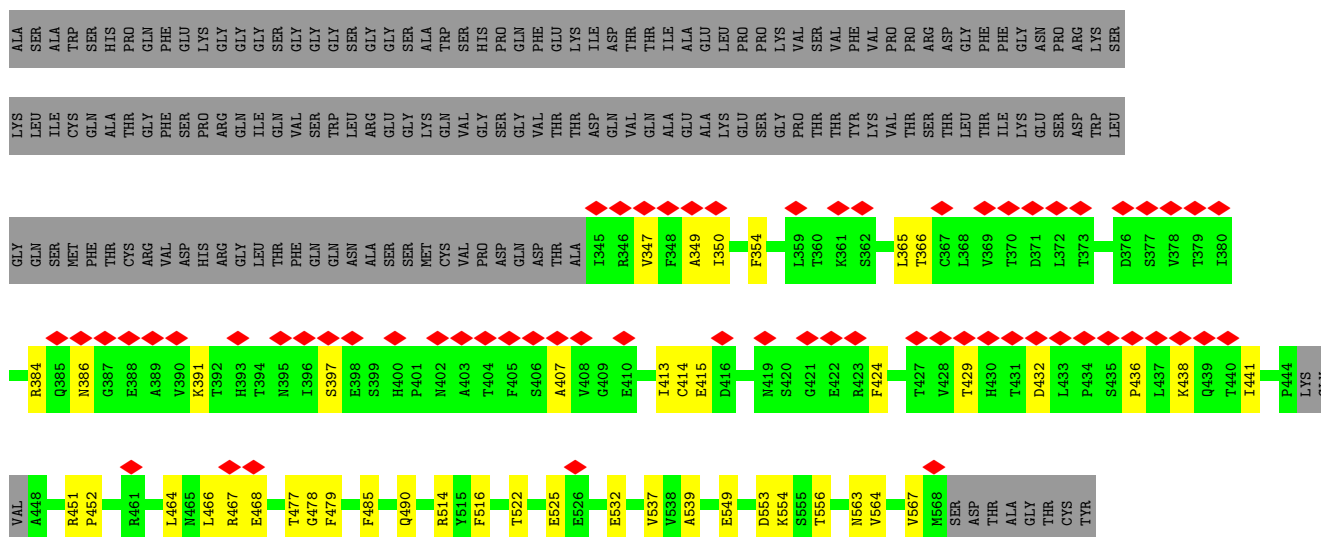 ALA SER ALA TRP SER HIS PRO GLN PHE GLU LYS GLY GLY GLY SER GLY GLY GLY SER GLY GLY SER ALA TRP SER HIS PRO GLN PHE GLU LYS ILE ASP THR THR ILE ALA GLU LEU PRO PRO LYS VAL SER VAL PHE VAL PRO PRO ARG ASP GLY PHE PHE GLY ASN PRO ARG LYS SER
LYS LEU ILE CYS GLN ALA THR GLY PHE SER PRO ARG GLN ILE GLN VAL SER TRP LEU ARG GLU GLY LYS GLN VAL GLY SER GLY VAL THR THR ASP GLN VAL GLN ALA GLU ALA LYS GLU SER GLY PRO THR THR TYR LYS VAL THR SER THR LEU THR ILE LYS GLU SER ASP TRP LEU
GLY GLN SER MET PHE THR CYS ARG VAL ASP HIS ARG GLY LEU THR PHE GLN GLN ASN ALA SER SER MET CYS VAL PRO ASP GLN ASP THR ALA I345 R346 V347 F348 A349 I350 F354 L359 T360 K361 S362 L365 T366 C367 L368 V369 T370 D371 L372 T373 D376 S377 V378 T379 I380
R384 Q385 N386 G387 E388 A389 V390 K391 T392 H393 T394 N395 I396 S397 E398 S399 H400 P401 N402 A403 T404 F405 S406 A407 V408 G409 E410 I413 C414 E415 D416 N419 S420 G421 E422 R423 F424 T427 V428 T429 H430 T431 D432 L433 P434 S435 P436 L437 K438 Q439 T440 I441 P444 LYS
VAL A448 R451 P452 R461 L464 N465 L466 R467 E468 T477 G478 F479 F485 Q490 R514 Y515 F516 T522 E525 E526 E532 V537 V538 A539 E549 D553 K554 S555 T556 N563 V564 V567 M568 SER ASP THR ALA GLY THR CYS TYR